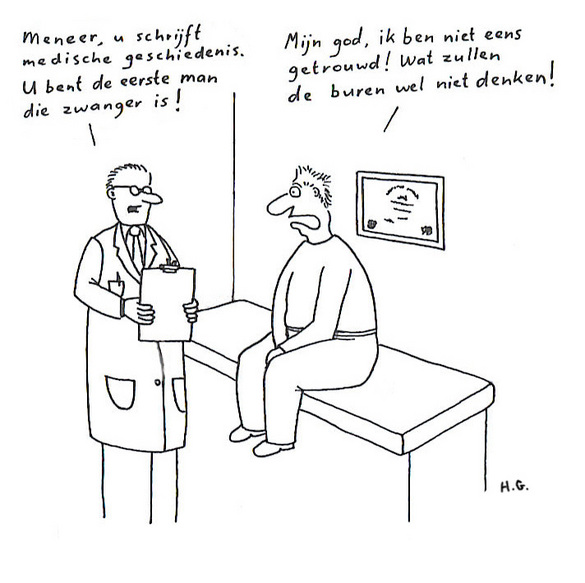 Meneer, u schrijft
medische geschiedenis.
U bent de eerste man
die zwanger is!
Mijn god, ik ben niet eens
getrouwd! Wat zullen
de buren wel niet denken!
H.G.